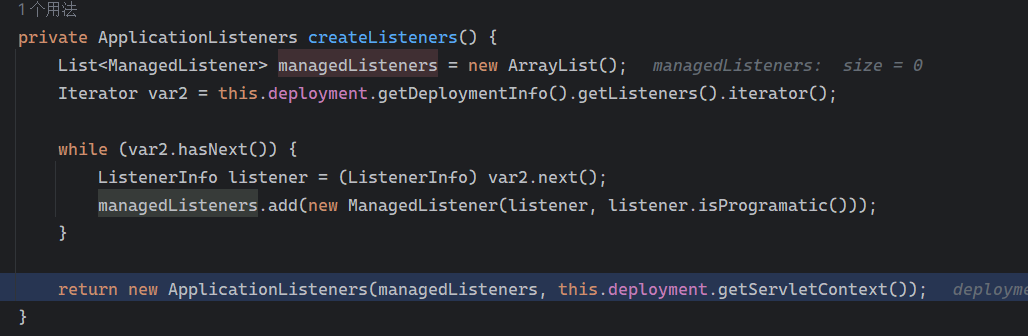 1 个用法
private ApplicationListeners createListeners() {
List<ManagedListener> managedListeners = new ArrayList(); managedListeners: size = 0
Iterator var2 = this.deployment.getDeploymentInfo().getListeners().iterator();
while (var2.hasNext()) {
ListenerInfo listener = (ListenerInfo) var2.next();
managedListeners.add(new ManagedListener(listener, listener.isProgramatic()));
}
return new ApplicationListeners(managedListeners, this.deployment.getServletContext()); deployme
}